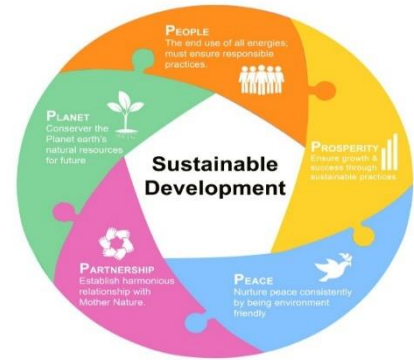 PEOPLE
The end use of all energies;
must ensure responsible
practices.
PROSPERITY
Ensure growth &
success through
sustainable practices
PEACE
Nurture peace consistently
by being environment
friendly
PARTNERSHIP
Establish harmonious
relationship with
Mother Nature.
PLANET
Conserver the
Planet earth's
natural resources
for future
Sustainable
Development